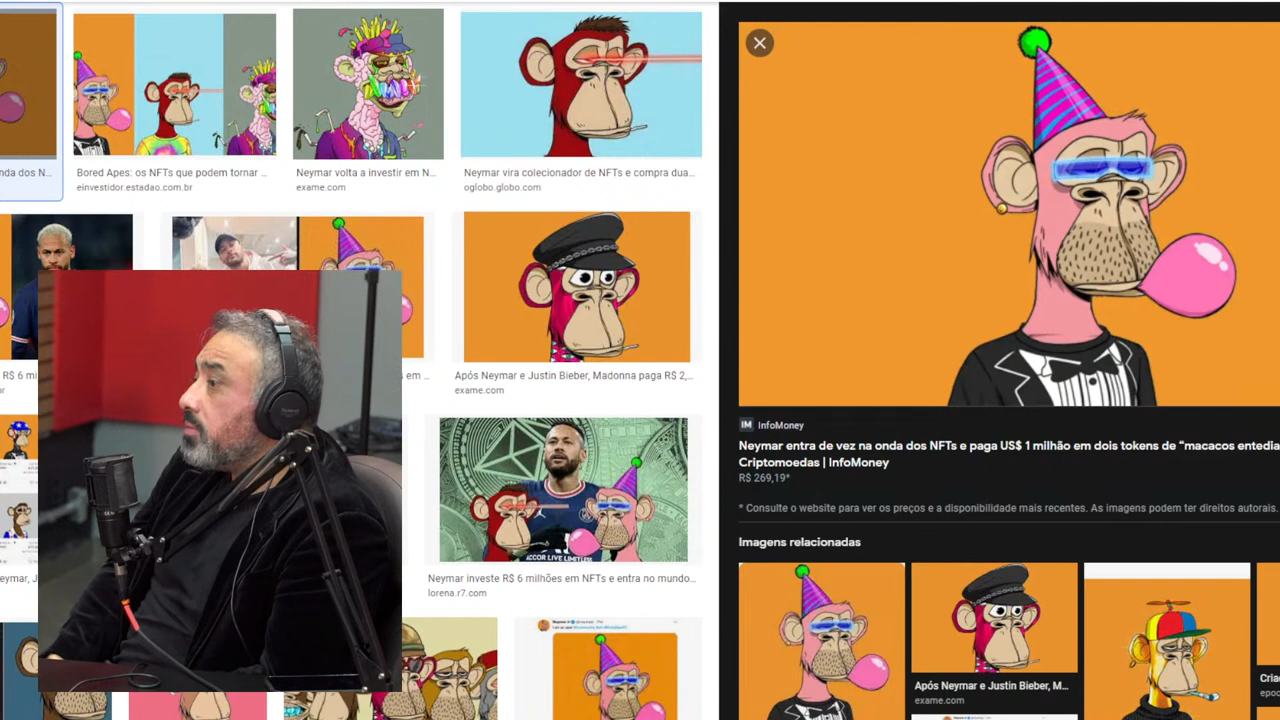 nda dos N...
Bored Apes: os NFTs que podem tornar ...
einvestidor.estadao.com.br
Neymar volta a investir em N...
exame.com
Neymar vira colecionador de NFTs e compra dua...
oglobo.globo.com
R$ 6 mi
em ...
Após Neymar e Justin Bieber, Madonna paga R$ 2,...
exame.com
ACCOR LIVE LIMITLESS
eymar, J
Neymar investe R$ 6 milhões em NFTs e entra no mundo...
lorena.r7.com
IM InfoMoney
Neymar entra de vez na onda dos NFTs e paga US$ 1 milhão em dois tokens de “macacos entedia
Criptomoedas | InfoMoney
R$ 269,19*
* Consulte o website para ver os preços e a disponibilidade mais recentes. As imagens podem ter direitos autorais.
Imagens relacionadas
Após Neymar e Justin Bieber, M...
exame.com
Cria
epoc